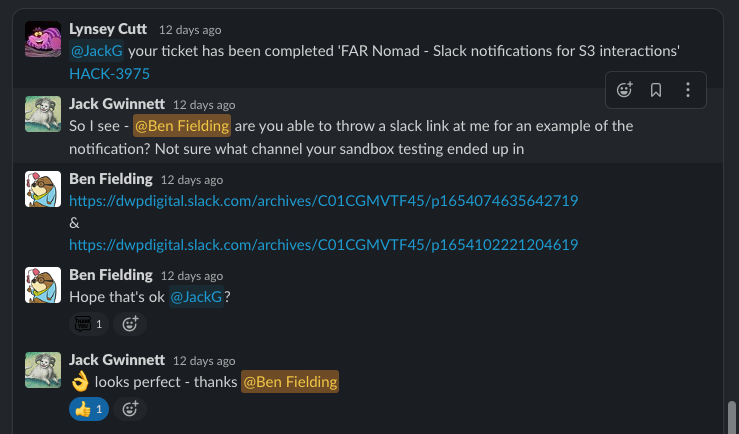 Lynsey Cutt 12 days ago
@JackG your ticket has been completed 'FAR Nomad - Slack notifications for S3 interactions'
HACK-3975
Jack Gwinnett 12 days ago
So I see - @Ben Fielding are you able to throw a slack link at me for an example of the
notification? Not sure what channel your sandbox testing ended up in
Ben Fielding 12 days ago
https://dwpdigital.slack.com/archives/C01CGMVTF45/p1654074635642719
&
https://dwpdigital.slack.com/archives/C01CGMVTF45/p1654102221204619
Ben Fielding 12 days ago
Hope that's ok @JackG ?
THANK YOU 1
Jack Gwinnett 12 days ago
👌 looks perfect - thanks @Ben Fielding
👍 1